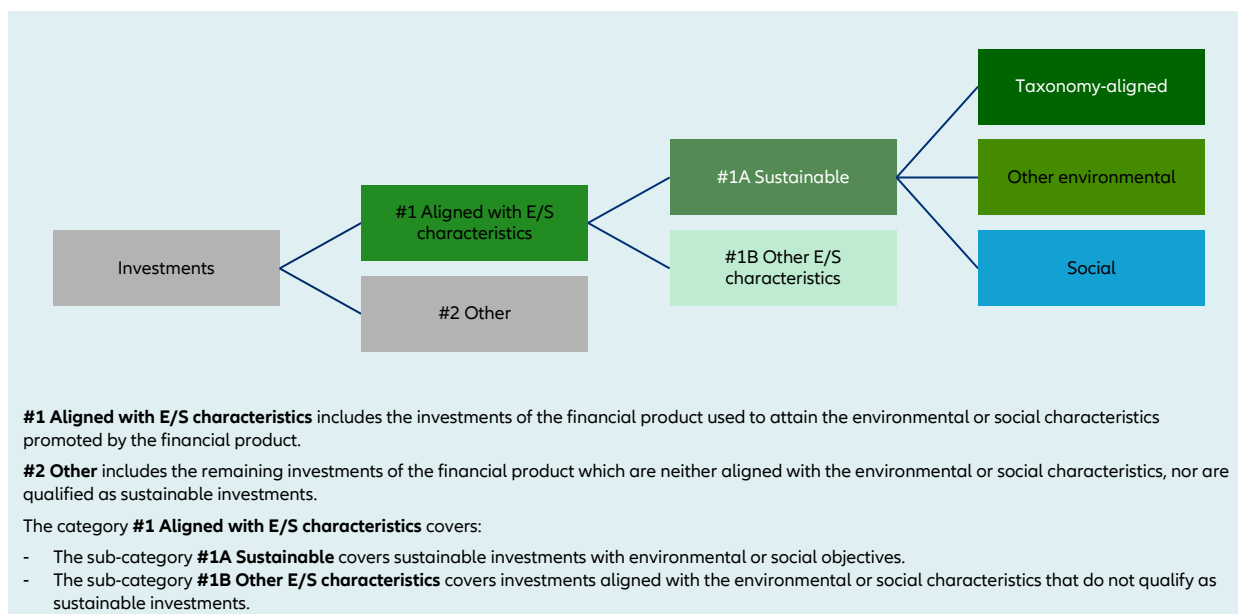 Taxonomy-aligned
#1A Sustainable
Other environmental
#1 Aligned with E/S
characteristics
Investments
#1B Other E/S
characteristics
Social
#2 Other
#1 Aligned with E/S characteristics includes the investments of the financial product used to attain the environmental or social characteristics
promoted by the financial product.
#2 Other includes the remaining investments of the financial product which are neither aligned with the environmental or social characteristics, nor are
qualified as sustainable investments.
The category #1 Aligned with E/S characteristics covers:
- The sub-category #1A Sustainable covers sustainable investments with environmental or social objectives.
- The sub-category #1B Other E/S characteristics covers investments aligned with the environmental or social characteristics that do not qualify as
sustainable investments.